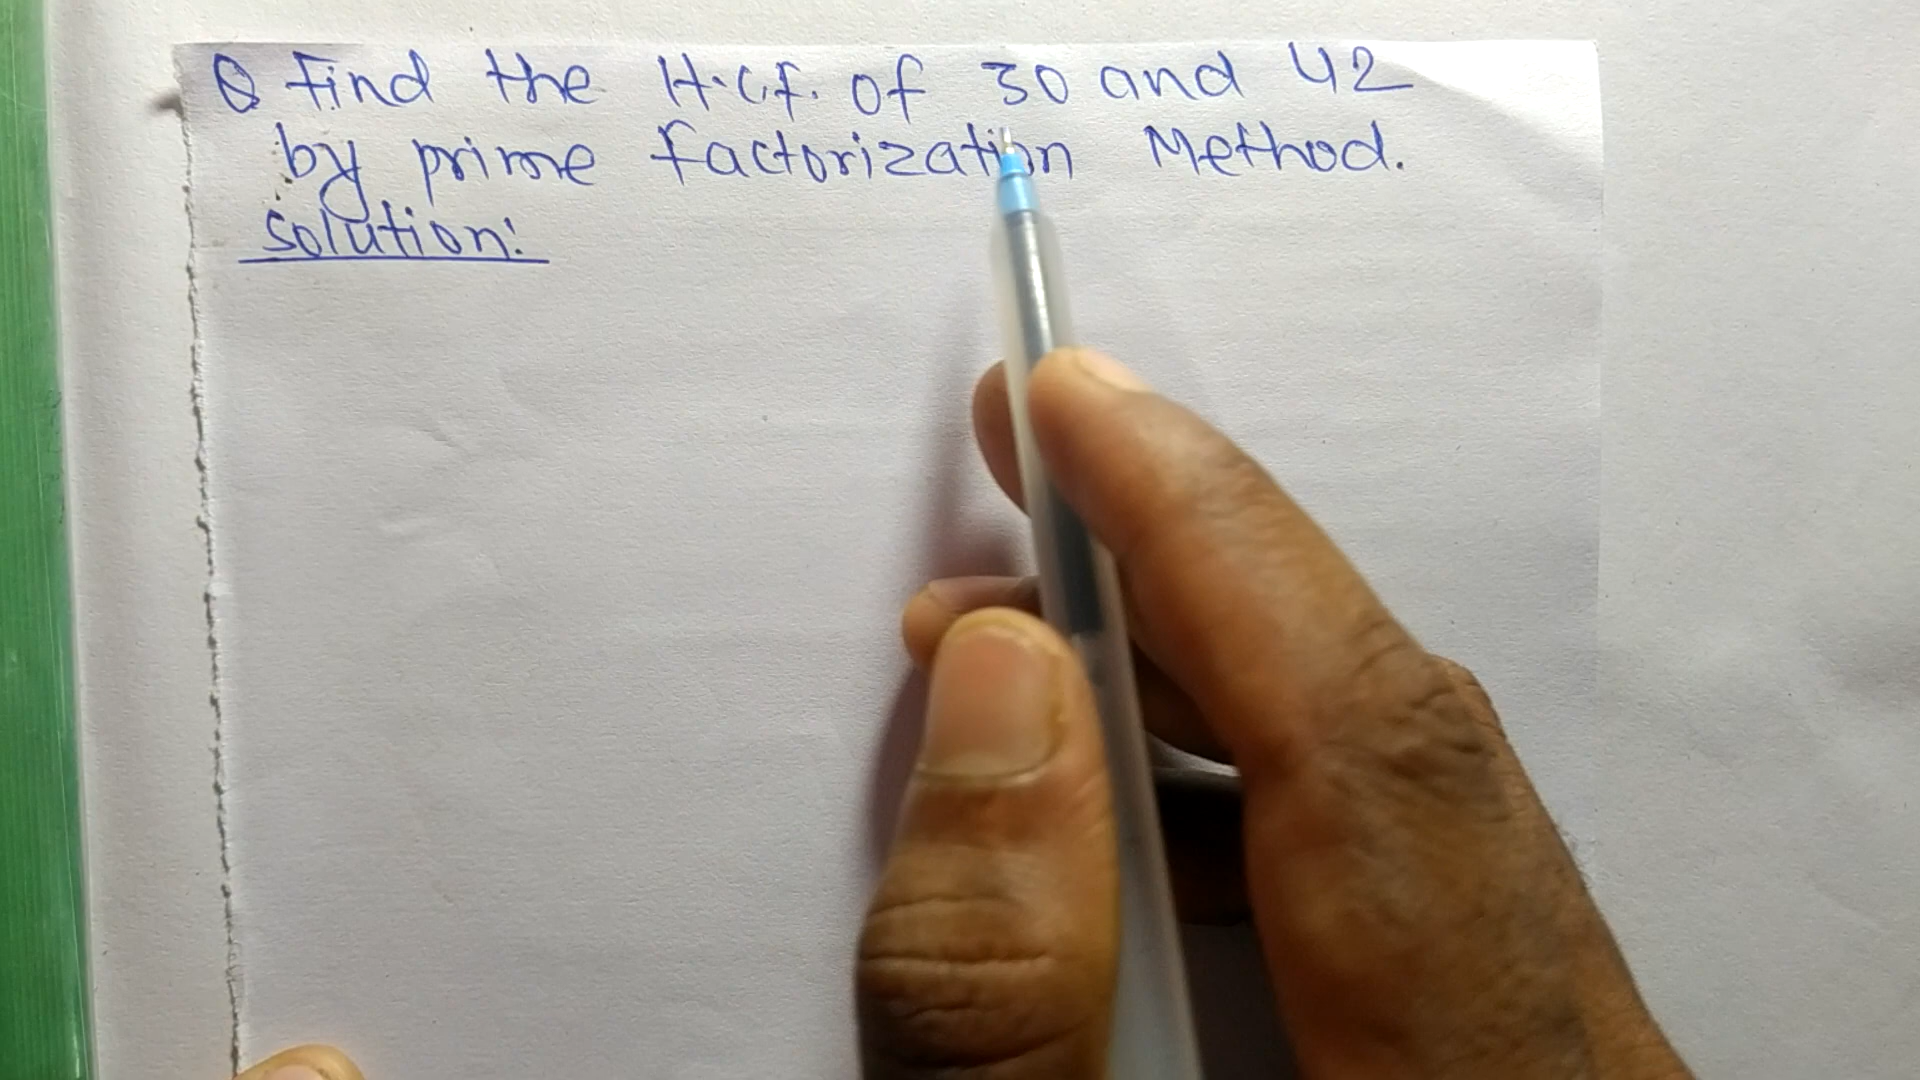 Q Find the H.C.F. of 30 and 42
by prime factorization Method.
Solution: